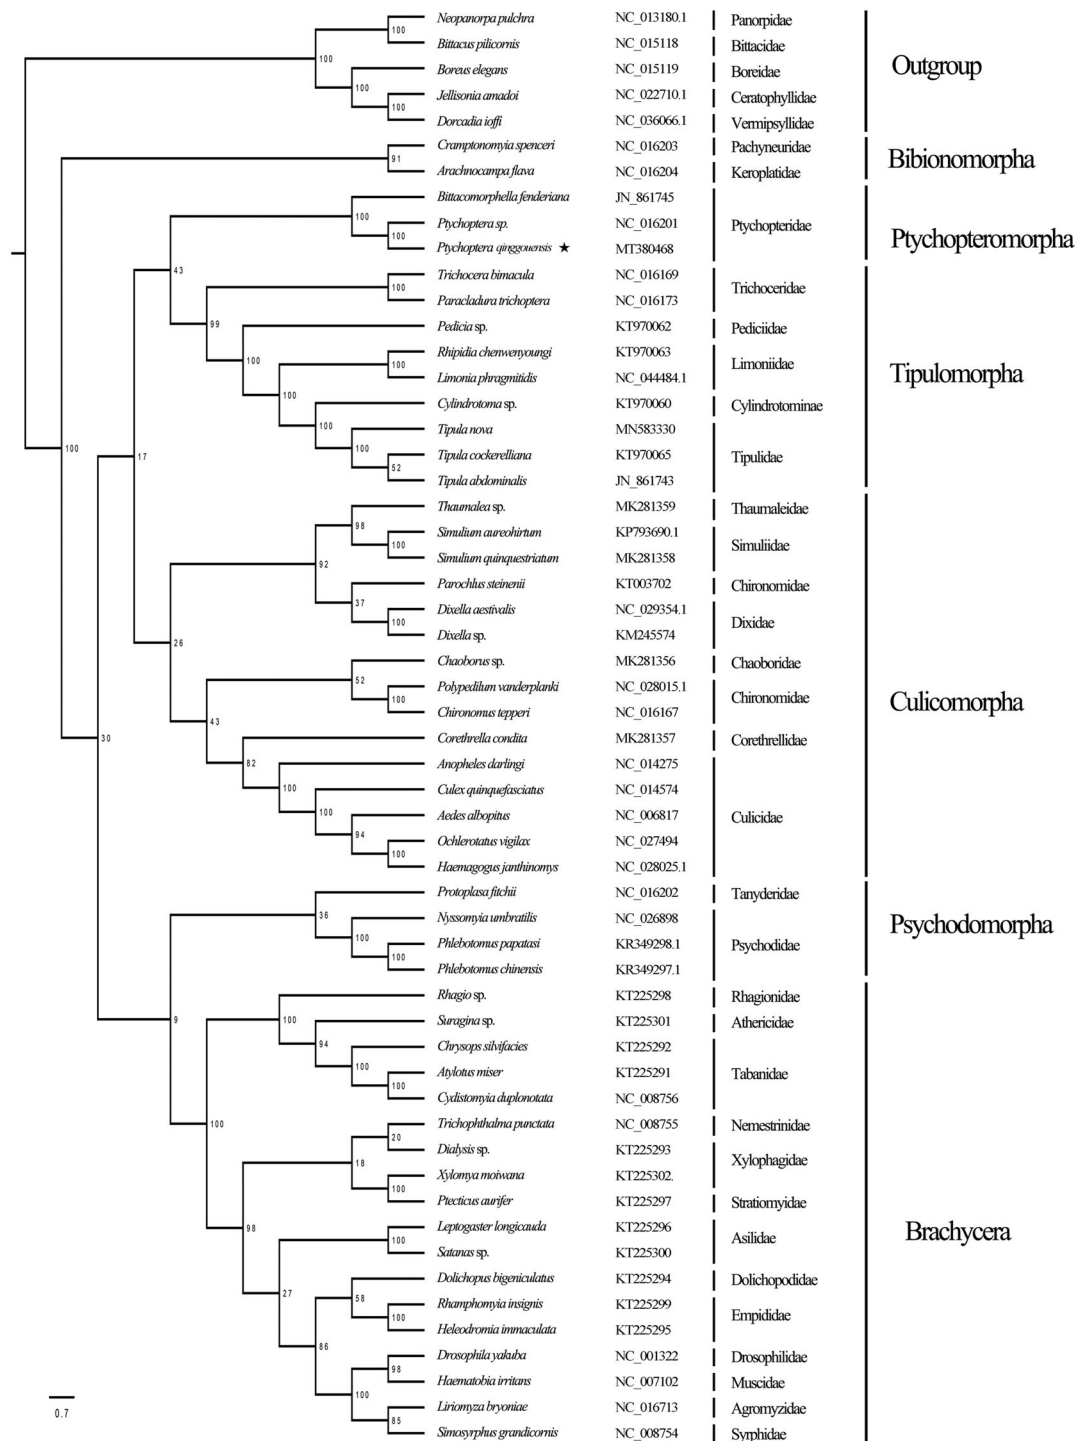 Neopanorpa pulchra NC_013180.1 Panorpidae
Bittacus pilicornis NC_015118 Bittacidae
100
Boreus elegans NC_015119 Boreidae
100
Outgroup
Jellisonia amadoi NC_022710.1 Ceratophyllidae
100
100
Dorcadia ioffi NC_036066.1 Vermipsyllidae
Cramptonomyia spenceri NC_016203 Pachyneuridae
91
Bibionomorpha
Arachnocampa flava NC_016204 Keroplatidae
Bittacomorphella fenderiana JN_861745
100
Ptychoptera sp. NC_016201 Ptychopteridae
100
Ptychopteromorpha
Ptychoptera qinggouensis ★ MT380468
43
Trichocera bimacula NC_016169
100
Trichoceridae
Paracladura trichoptera NC_016173
99
Pedicia sp. KT970062 Pediciidae
100
Rhipidia chenwenyoungi KT970063
100
Limoniidae
Tipulomorpha
Limonia phragmitidis NC_044484.1
100
Cylindrotoma sp. KT970060 Cylindrotominae
100
Tipula nova MN583330
100
100
Tipula cockerelliana KT970065 Tipulidae
17
52
Tipula abdominalis JN_861743
Thaumalea sp. MK281359 Thaumaleidae
98
Simulium aureohirtum KP793690.1
100
Simuliidae
Simulium quinquestriatum MK281358
92
Parochlus steinenii KT003702 Chironomidae
37
Dixella aestivalis NC_029354.1
100
Dixidae
Dixella sp. KM245574
26
Chaoborus sp. MK281356 Chaoboridae
52
Polypedilum vanderplanki NC_028015.1
100
Chironomidae
Culicomorpha
Chironomus tepperi NC_016167
43
Corethrella condita MK281357 Corethrellidae
30
82
Anopheles darlingi NC_014275
100
Culex quinquefasciatus NC_014574
100
Aedes albopitus NC_006817 Culicidae
94
Ochlerotatus vigilax NC_027494
100
Haemagogus janthinomys NC_028025.1
Protoplasa fitchii NC_016202 Tanyderidae
36
Nyssomyia umbratilis NC_026898
Psychodomorpha
100
Phlebotomus papatasi KR349298.1 Psychodidae
100
Phlebotomus chinensis KR349297.1
Rhagio sp. KT225298 Rhagionidae
9
100
Suragina sp. KT225301 Athericidae
94
Chrysops silvifacies KT225292
100
Atylotus miser KT225291 Tabanidae
100
Cydistomyia duplonotata NC_008756
100
Trichophthalma punctata NC_008755 Nemestrinidae
20
Dialysis sp. KT225293
Xylophagidae
18
Xylomya moiwana KT225302.
100
Ptecticus aurifer KT225297 Stratiomyidae
98
Leptogaster longicauda KT225296
Brachycera
100
Asilidae
Satanas sp. KT225300
Dolichopus bigeniculatus KT225294 Dolichopodidae
27
58
Rhamphomyia insignis KT225299
100
Empididae
Heleodromia immaculata KT225295
86
Drosophila yakuba NC_001322 Drosophilidae
98
Haematobia irritans NC_007102 Muscidae
100
Liriomyza bryoniae NC_016713 Agromyzidae
0.7
85
Simosyrphus grandicornis NC_008754 Syrphidae